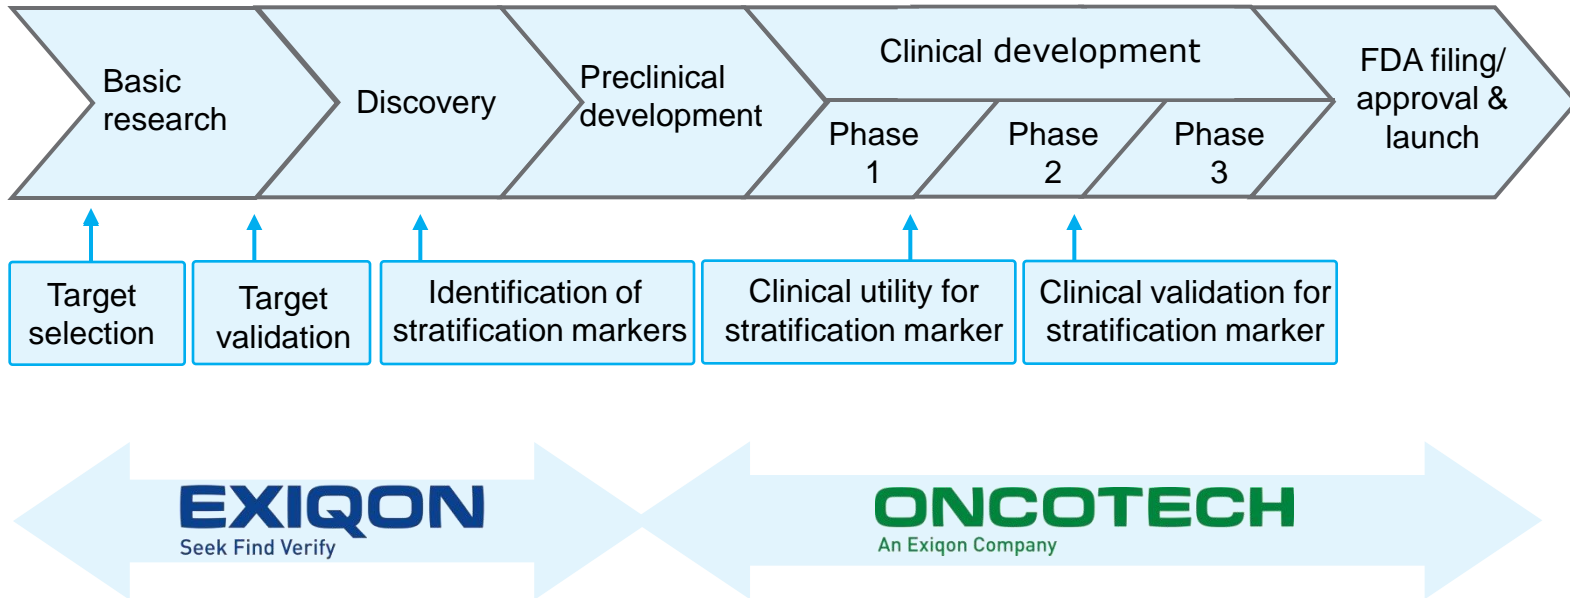 Basic
research
Discovery
Preclinical
development
Clinical development
Phase
1
Phase
2
Phase
3
FDA filing/
approval &
launch
Target
selection
Target
validation
Identification of
stratification markers
Clinical utility for
stratification marker
Clinical validation for
stratification marker
EXIQON
Seek Find Verify
ONCOTECH
An Exiqon Company